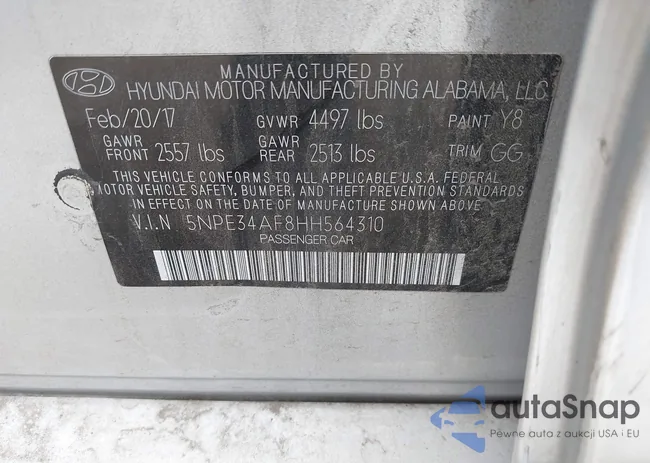 MANUFACTURED BY
HYUNDAI MOTOR MANUFACTURING ALABAMA, LLC
Feb/20/17 GVWR 4497 lbs PAINT Y8
GAWR FRONT 2557 lbs GAWR REAR 2513 lbs TRIM GG
THIS VEHICLE CONFORMS TO ALL APPLICABLE U.S.A. FEDERAL
MOTOR VEHICLE SAFETY, BUMPER, AND THEFT PREVENTION STANDARDS
IN EFFECT ON THE DATE OF MANUFACTURE SHOWN ABOVE.
V.I.N 5NPE34AF8HH564310
PASSENGER CAR
autoSnap
Pewne auta z aukcji USA i EU